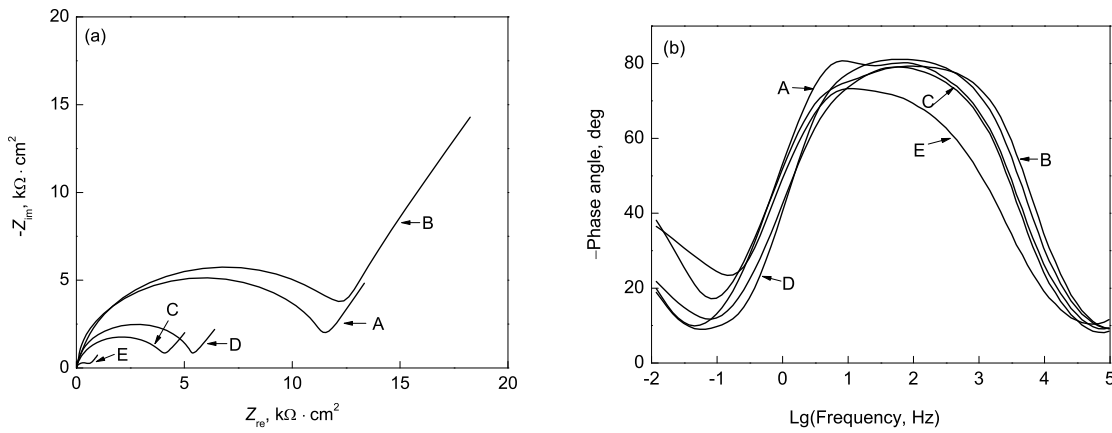 (a)
20
15
10
5
0
-Z_im, kΩ · cm²
B
A
C
D
E
0 5 10 15 20
Z_re, kΩ · cm²
(b)
80
60
40
20
0
–Phase angle, deg
A
C
E
B
D
-2 -1 0 1 2 3 4 5
Lg(Frequency, Hz)